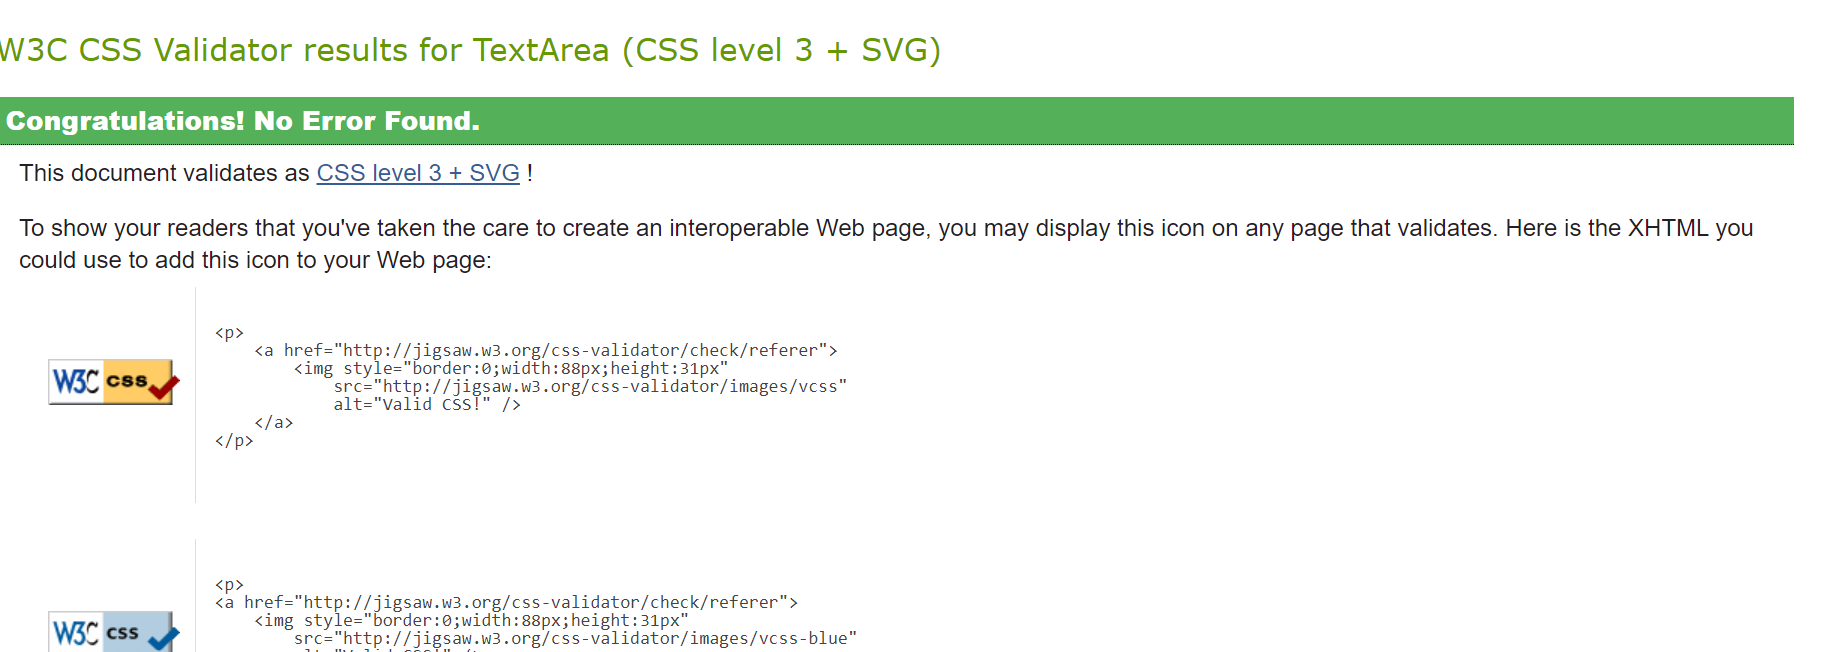 W3C CSS Validator results for TextArea (CSS level 3 + SVG)
Congratulations! No Error Found.
This document validates as CSS level 3 + SVG !
To show your readers that you've taken the care to create an interoperable Web page, you may display this icon on any page that validates. Here is the XHTML you
could use to add this icon to your Web page:
W3C css
<p>
<a href="http://jigsaw.w3.org/css-validator/check/referer">
<img style="border:0;width:88px;height:31px"
src="http://jigsaw.w3.org/css-validator/images/vcss"
alt="Valid CSS!" />
</a>
</p>
W3C css
<p>
<a href="http://jigsaw.w3.org/css-validator/check/referer">
<img style="border:0;width:88px;height:31px"
src="http://jigsaw.w3.org/css-validator/images/vcss-blue"